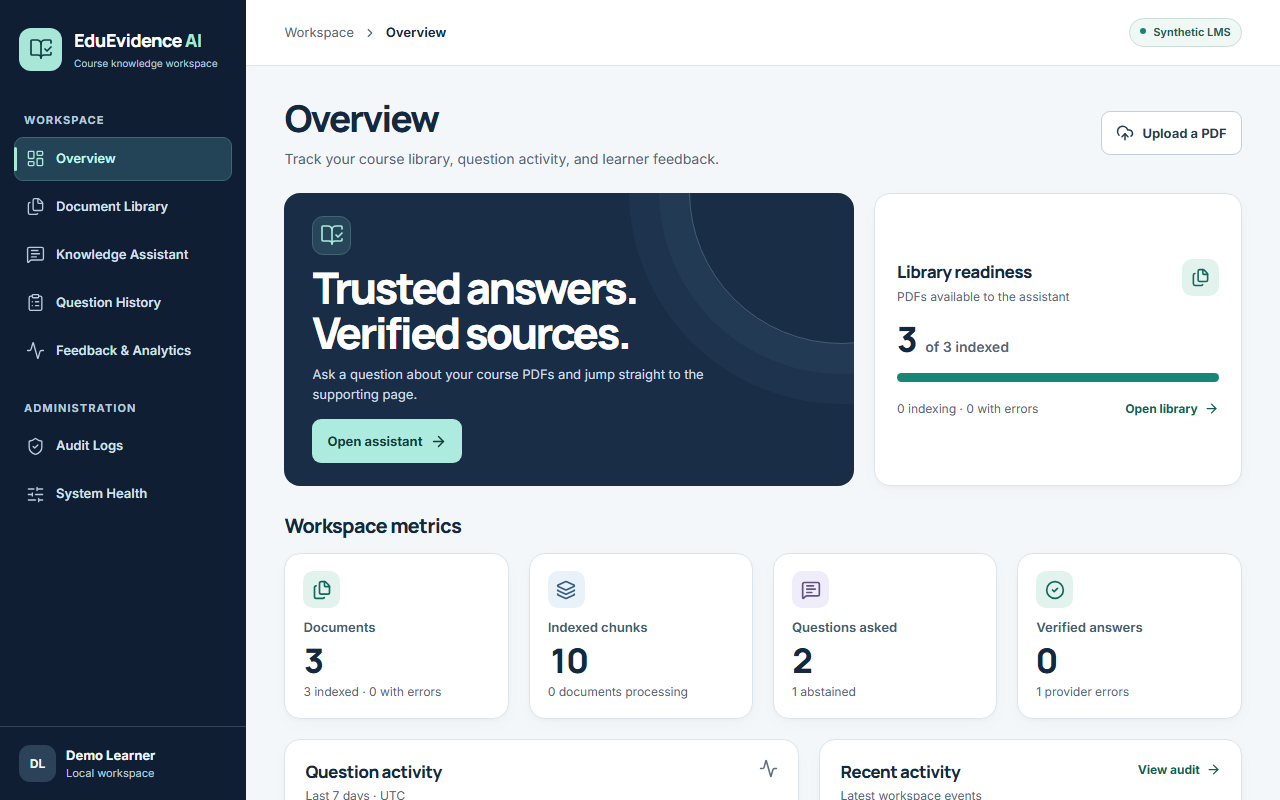 EduEvidence AI
Course knowledge workspace
WORKSPACE
Overview
Document Library
Knowledge Assistant
Question History
Feedback & Analytics
ADMINISTRATION
Audit Logs
System Health
DL
Demo Learner
Local workspace
Workspace > Overview
Synthetic LMS
Overview
Track your course library, question activity, and learner feedback.
Upload a PDF
Trusted answers.
Verified sources.
Ask a question about your course PDFs and jump straight to the
supporting page.
Open assistant →
Library readiness
PDFs available to the assistant
3 of 3 indexed
0 indexing · 0 with errors
Open library →
Workspace metrics
Documents
3
3 indexed · 0 with errors
Indexed chunks
10
0 documents processing
Questions asked
2
1 abstained
Verified answers
0
1 provider errors
Question activity
Last 7 days · UTC
Recent activity
Latest workspace events
View audit →